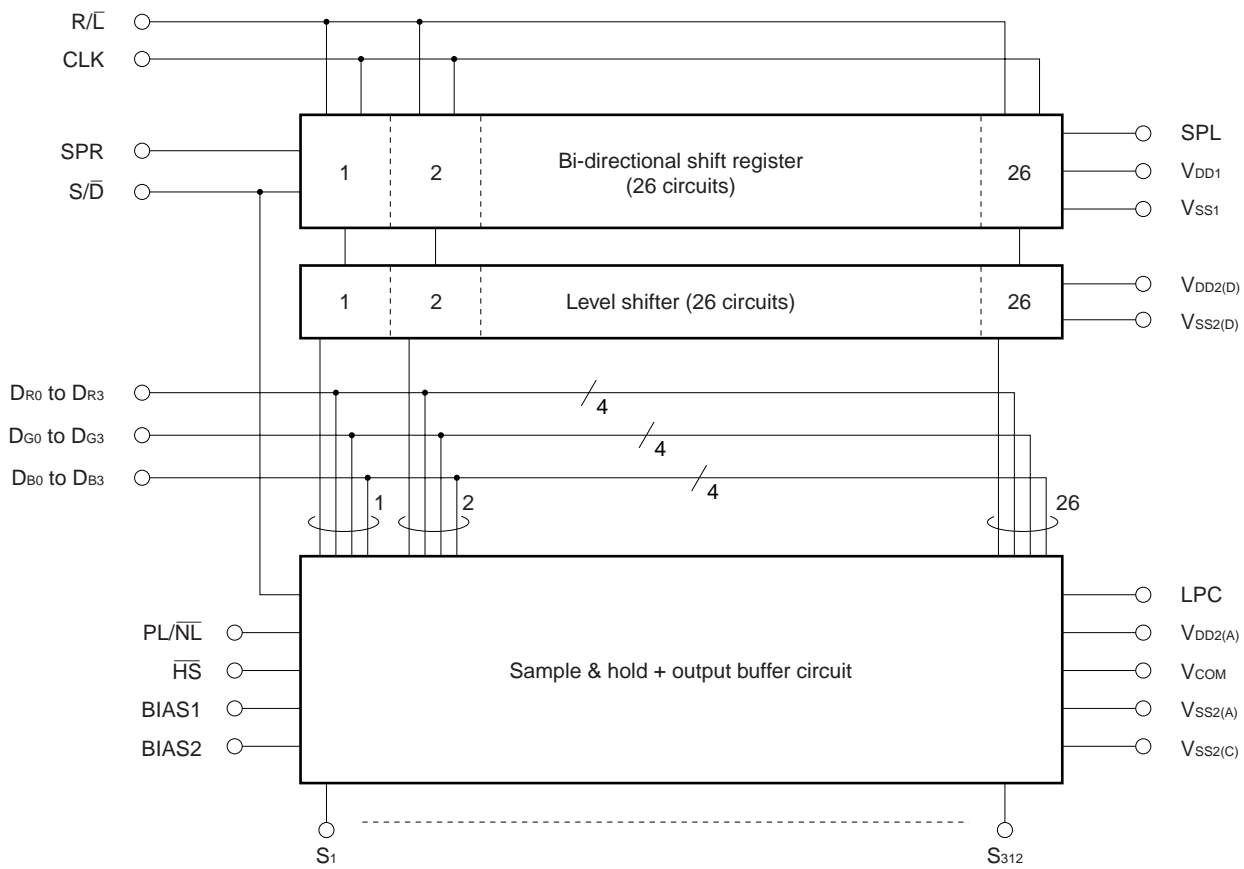 R/L̅
CLK
SPR
S/D̅
1
2
Bi-directional shift register
(26 circuits)
26
SPL
VDD1
VSS1
1
2
Level shifter (26 circuits)
26
VDD2(D)
VSS2(D)
DR0 to DR3
4
DG0 to DG3
4
DB0 to DB3
4
1
2
26
PL/N̅L̅
H̅S̅
BIAS1
BIAS2
Sample & hold + output buffer circuit
LPC
VDD2(A)
VCOM
VSS2(A)
VSS2(C)
S1
S312